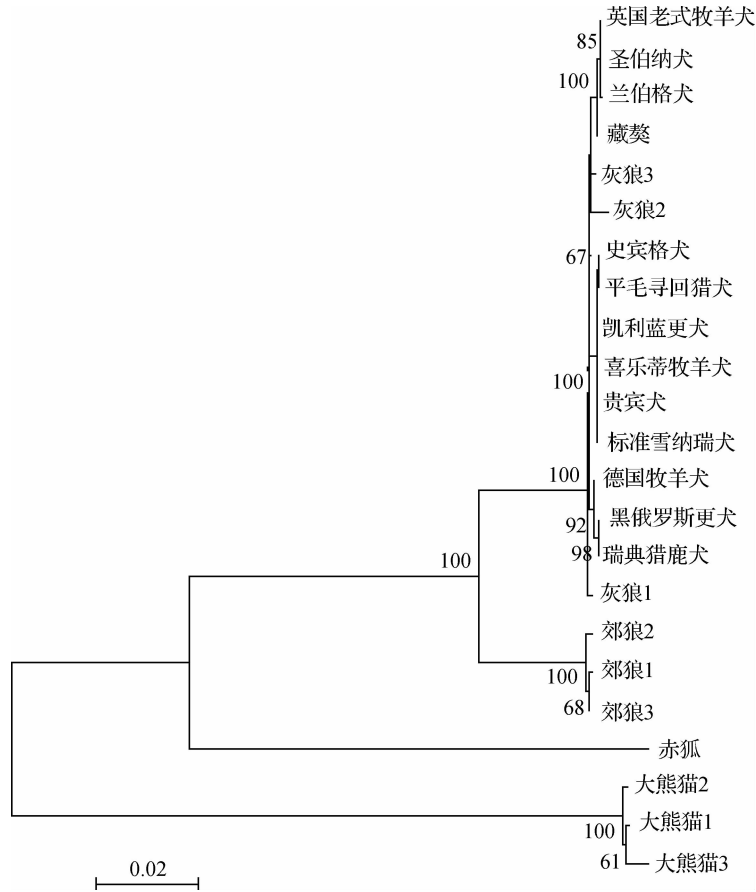 英国老式牧羊犬
85
圣伯纳犬
100
兰伯格犬
藏獒
灰狼3
灰狼2
史宾格犬
67
平毛寻回猎犬
凯利蓝更犬
喜乐蒂牧羊犬
100
贵宾犬
标准雪纳瑞犬
100
德国牧羊犬
黑俄罗斯更犬
92
98
瑞典猎鹿犬
100
灰狼1
郊狼2
郊狼1
100
68
郊狼3
赤狐
大熊猫2
大熊猫1
100
61
大熊猫3
0.02